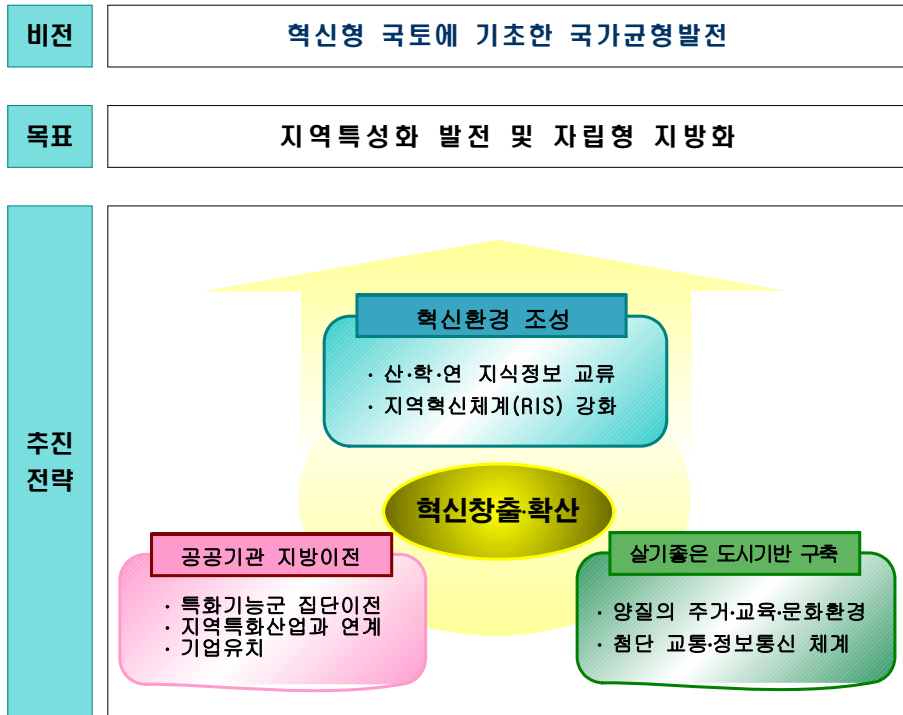 비전
혁신형 국토에 기초한 국가균형발전
목표
지역특성화 발전 및 자립형 지방화
추진
전략
혁신환경 조성
· 산·학·연 지식정보 교류
· 지역혁신체계(RIS) 강화
혁신창출·확산
공공기관 지방이전
· 특화기능군 집단이전
· 지역특화산업과 연계
· 기업유치
살기좋은 도시기반 구축
· 양질의 주거·교육·문화환경
· 첨단 교통·정보통신 체계